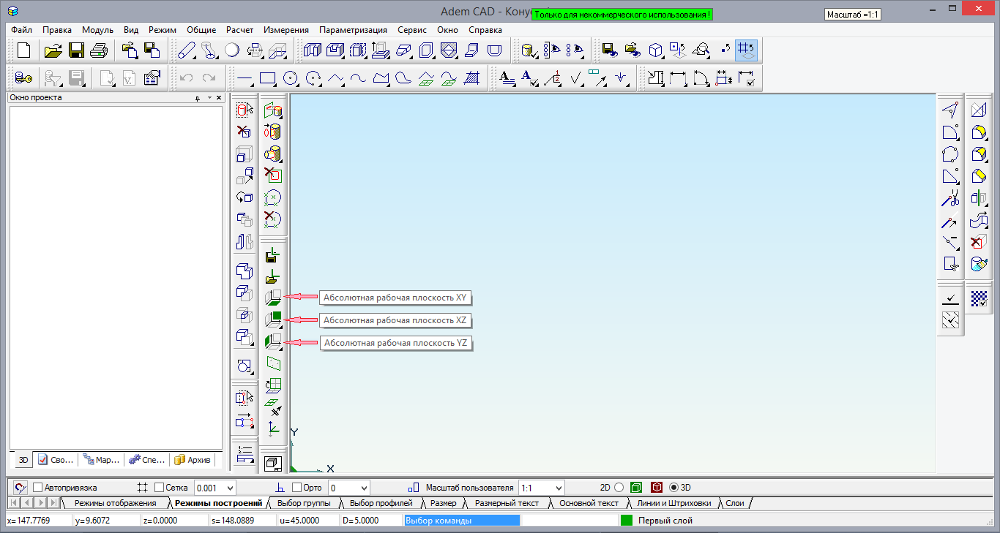 Adem CAD - Конус
Только для некоммерческого использования !
Масштаб =1:1
Файл Правка Модуль Вид Режим Общие Расчет Измерения Параметризация Сервис Окно Справка
Окно проекта
Абсолютная рабочая плоскость XY
Абсолютная рабочая плоскость XZ
Абсолютная рабочая плоскость YZ
Y
X
3D Сво... Мар... Спе... Архив
Автопривязка Сетка 0.001 Орто 0 Масштаб пользователя 1:1 2D 3D
Режимы отображения Режимы построений Выбор группы Выбор профилей Размер Размерный текст Основной текст Линии и Штриховки Слои
x=147.7769 y=9.6072 z=0.0000 s=148.0889 u=45.0000 D=5.0000 Выбор команды Первый слой